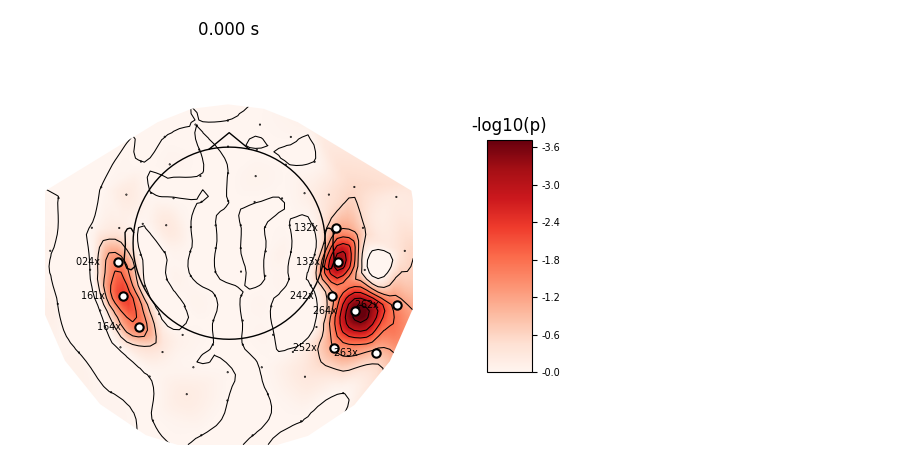 0.000 s
-log10(p)
-3.6
-3.0
-2.4
-1.8
-1.2
-0.6
-0.0
132x
024x
133x
161x
242x
262x
264x
164x
252x
263x